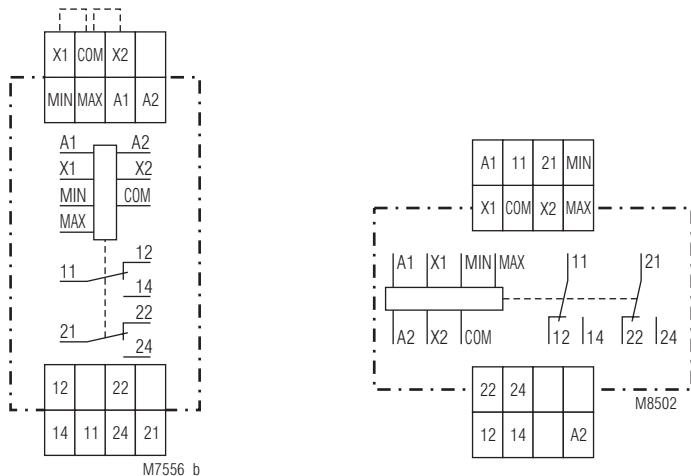 X1 COM X2
MIN MAX A1 A2
A1 A2
X1 X2
MIN COM
MAX
12
11
14
22
21
24
12 22
14 11 24 21
M7556 b
A1 11 21 MIN
X1 COM X2 MAX
A1 X1 MIN MAX 11 21
A2 X2 COM 12 14 22 24
22 24
M8502
12 14 A2